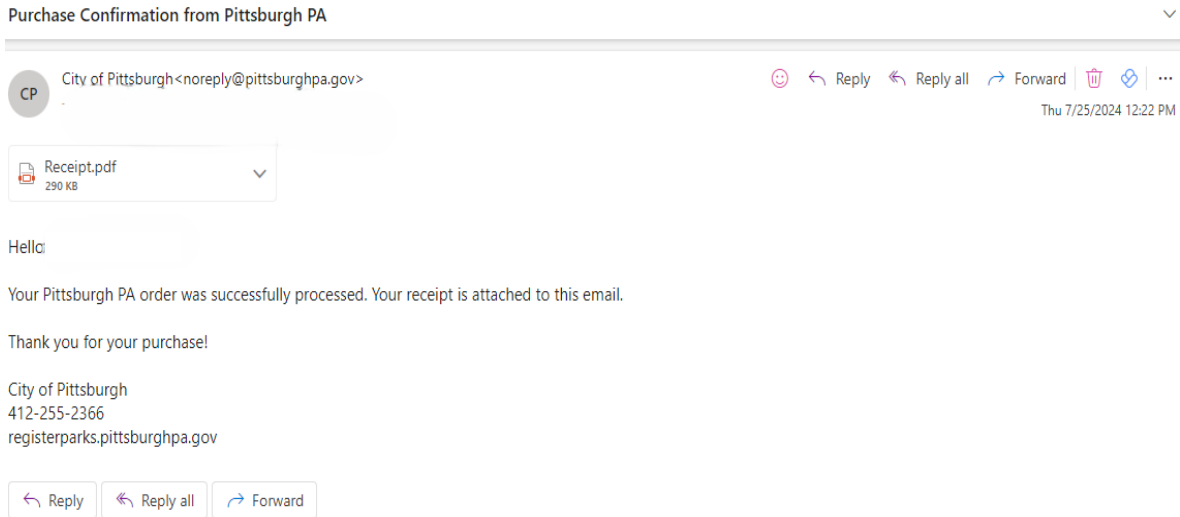 Purchase Confirmation from Pittsburgh PA
CP
City of Pittsburgh<noreply@pittsburghpa.gov>
Reply
Reply all
Forward
Thu 7/25/2024 12:22 PM
Receipt.pdf
290 KB
Hello
Your Pittsburgh PA order was successfully processed. Your receipt is attached to this email.
Thank you for your purchase!
City of Pittsburgh
412-255-2366
registerparks.pittsburghpa.gov
Reply
Reply all
Forward